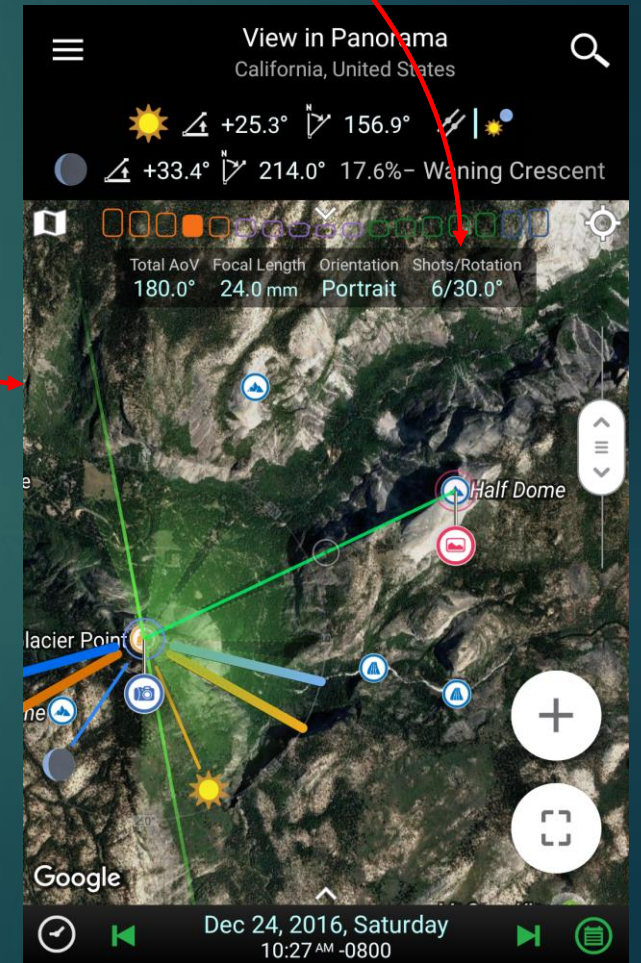 View in Panorama
California, United States
+25.3° N 156.9°
+33.4° N 214.0° 17.6%– Waning Crescent
Total AoV Focal Length Orientation Shots/Rotation
180.0° 24.0 mm Portrait 6/30.0°
Half Dome
lacier Point
me
Google
Dec 24, 2016, Saturday
10:27 AM -0800